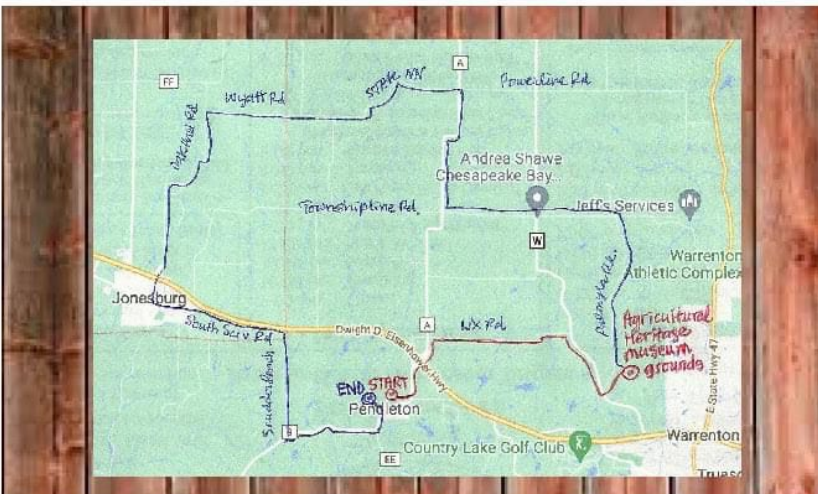 FF
A
Wyatt Rd
STATE NN
Powerline Rd
Andrea Shawe
Chesapeake Bay...
Townshipline Rd.
Jeff's Services
W
Warrenton
Athletic Complex
Jonesburg
South Serv Rd
Dwight D. Eisenhower Hwy
A
NX Rd
Agricultural
Heritage
museum
grounds
E State Hwy 47
END START
Pendleton
Warrenton
Country Lake Golf Club
EE